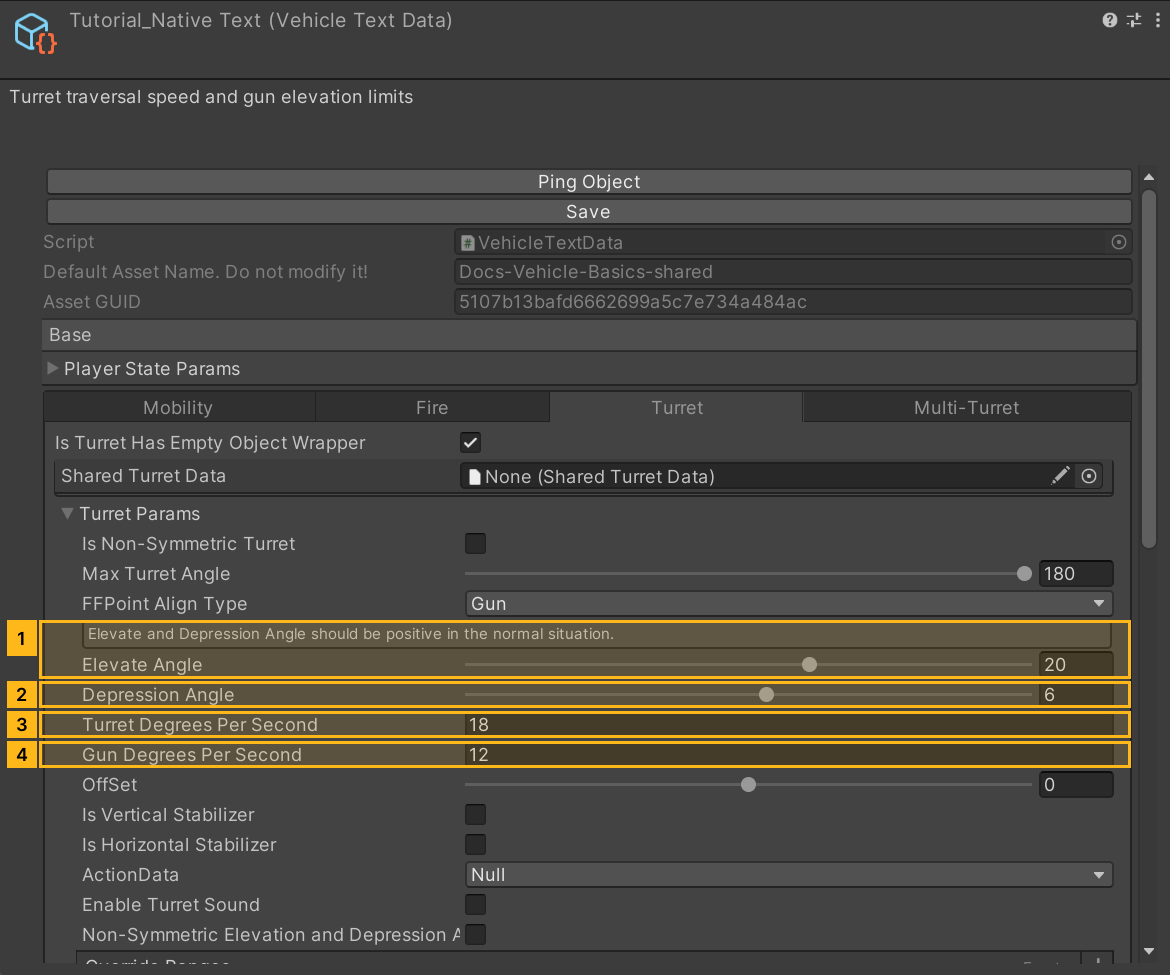 Tutorial_Native Text (Vehicle Text Data)
Turret traversal speed and gun elevation limits
Ping Object
Save
Script VehicleTextData
Default Asset Name. Do not modify it! Docs-Vehicle-Basics-shared
Asset GUID 5107b13bafd6662699a5c7e734a484ac
Base
Player State Params
Mobility Fire Turret Multi-Turret
Is Turret Has Empty Object Wrapper
Shared Turret Data None (Shared Turret Data)
Turret Params
Is Non-Symmetric Turret
Max Turret Angle 180
FFPoint Align Type Gun
1 Elevate and Depression Angle should be positive in the normal situation.
Elevate Angle 20
2 Depression Angle 6
3 Turret Degrees Per Second 18
4 Gun Degrees Per Second 12
OffSet 0
Is Vertical Stabilizer
Is Horizontal Stabilizer
ActionData Null
Enable Turret Sound
Non-Symmetric Elevation and Depression A
Override Ranges